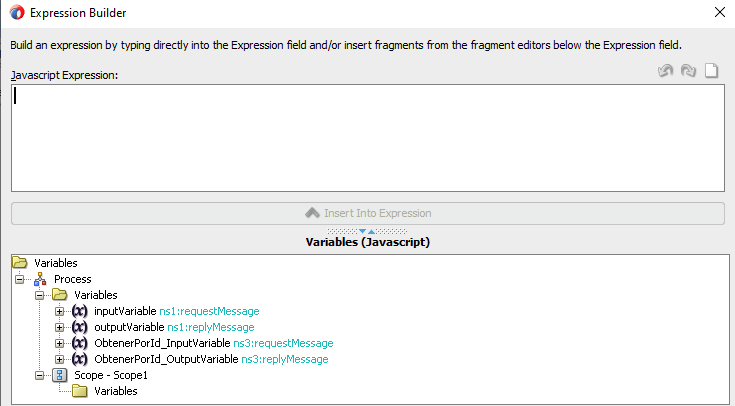 Expression Builder
Build an expression by typing directly into the Expression field and/or insert fragments from the fragment editors below the Expression field.
Javascript Expression:
Insert Into Expression
Variables (Javascript)
Variables
Process
Variables
inputVariable ns1:requestMessage
outputVariable ns1:replyMessage
ObtenerPorId_InputVariable ns3:requestMessage
ObtenerPorId_OutputVariable ns3:replyMessage
Scope - Scope1
Variables